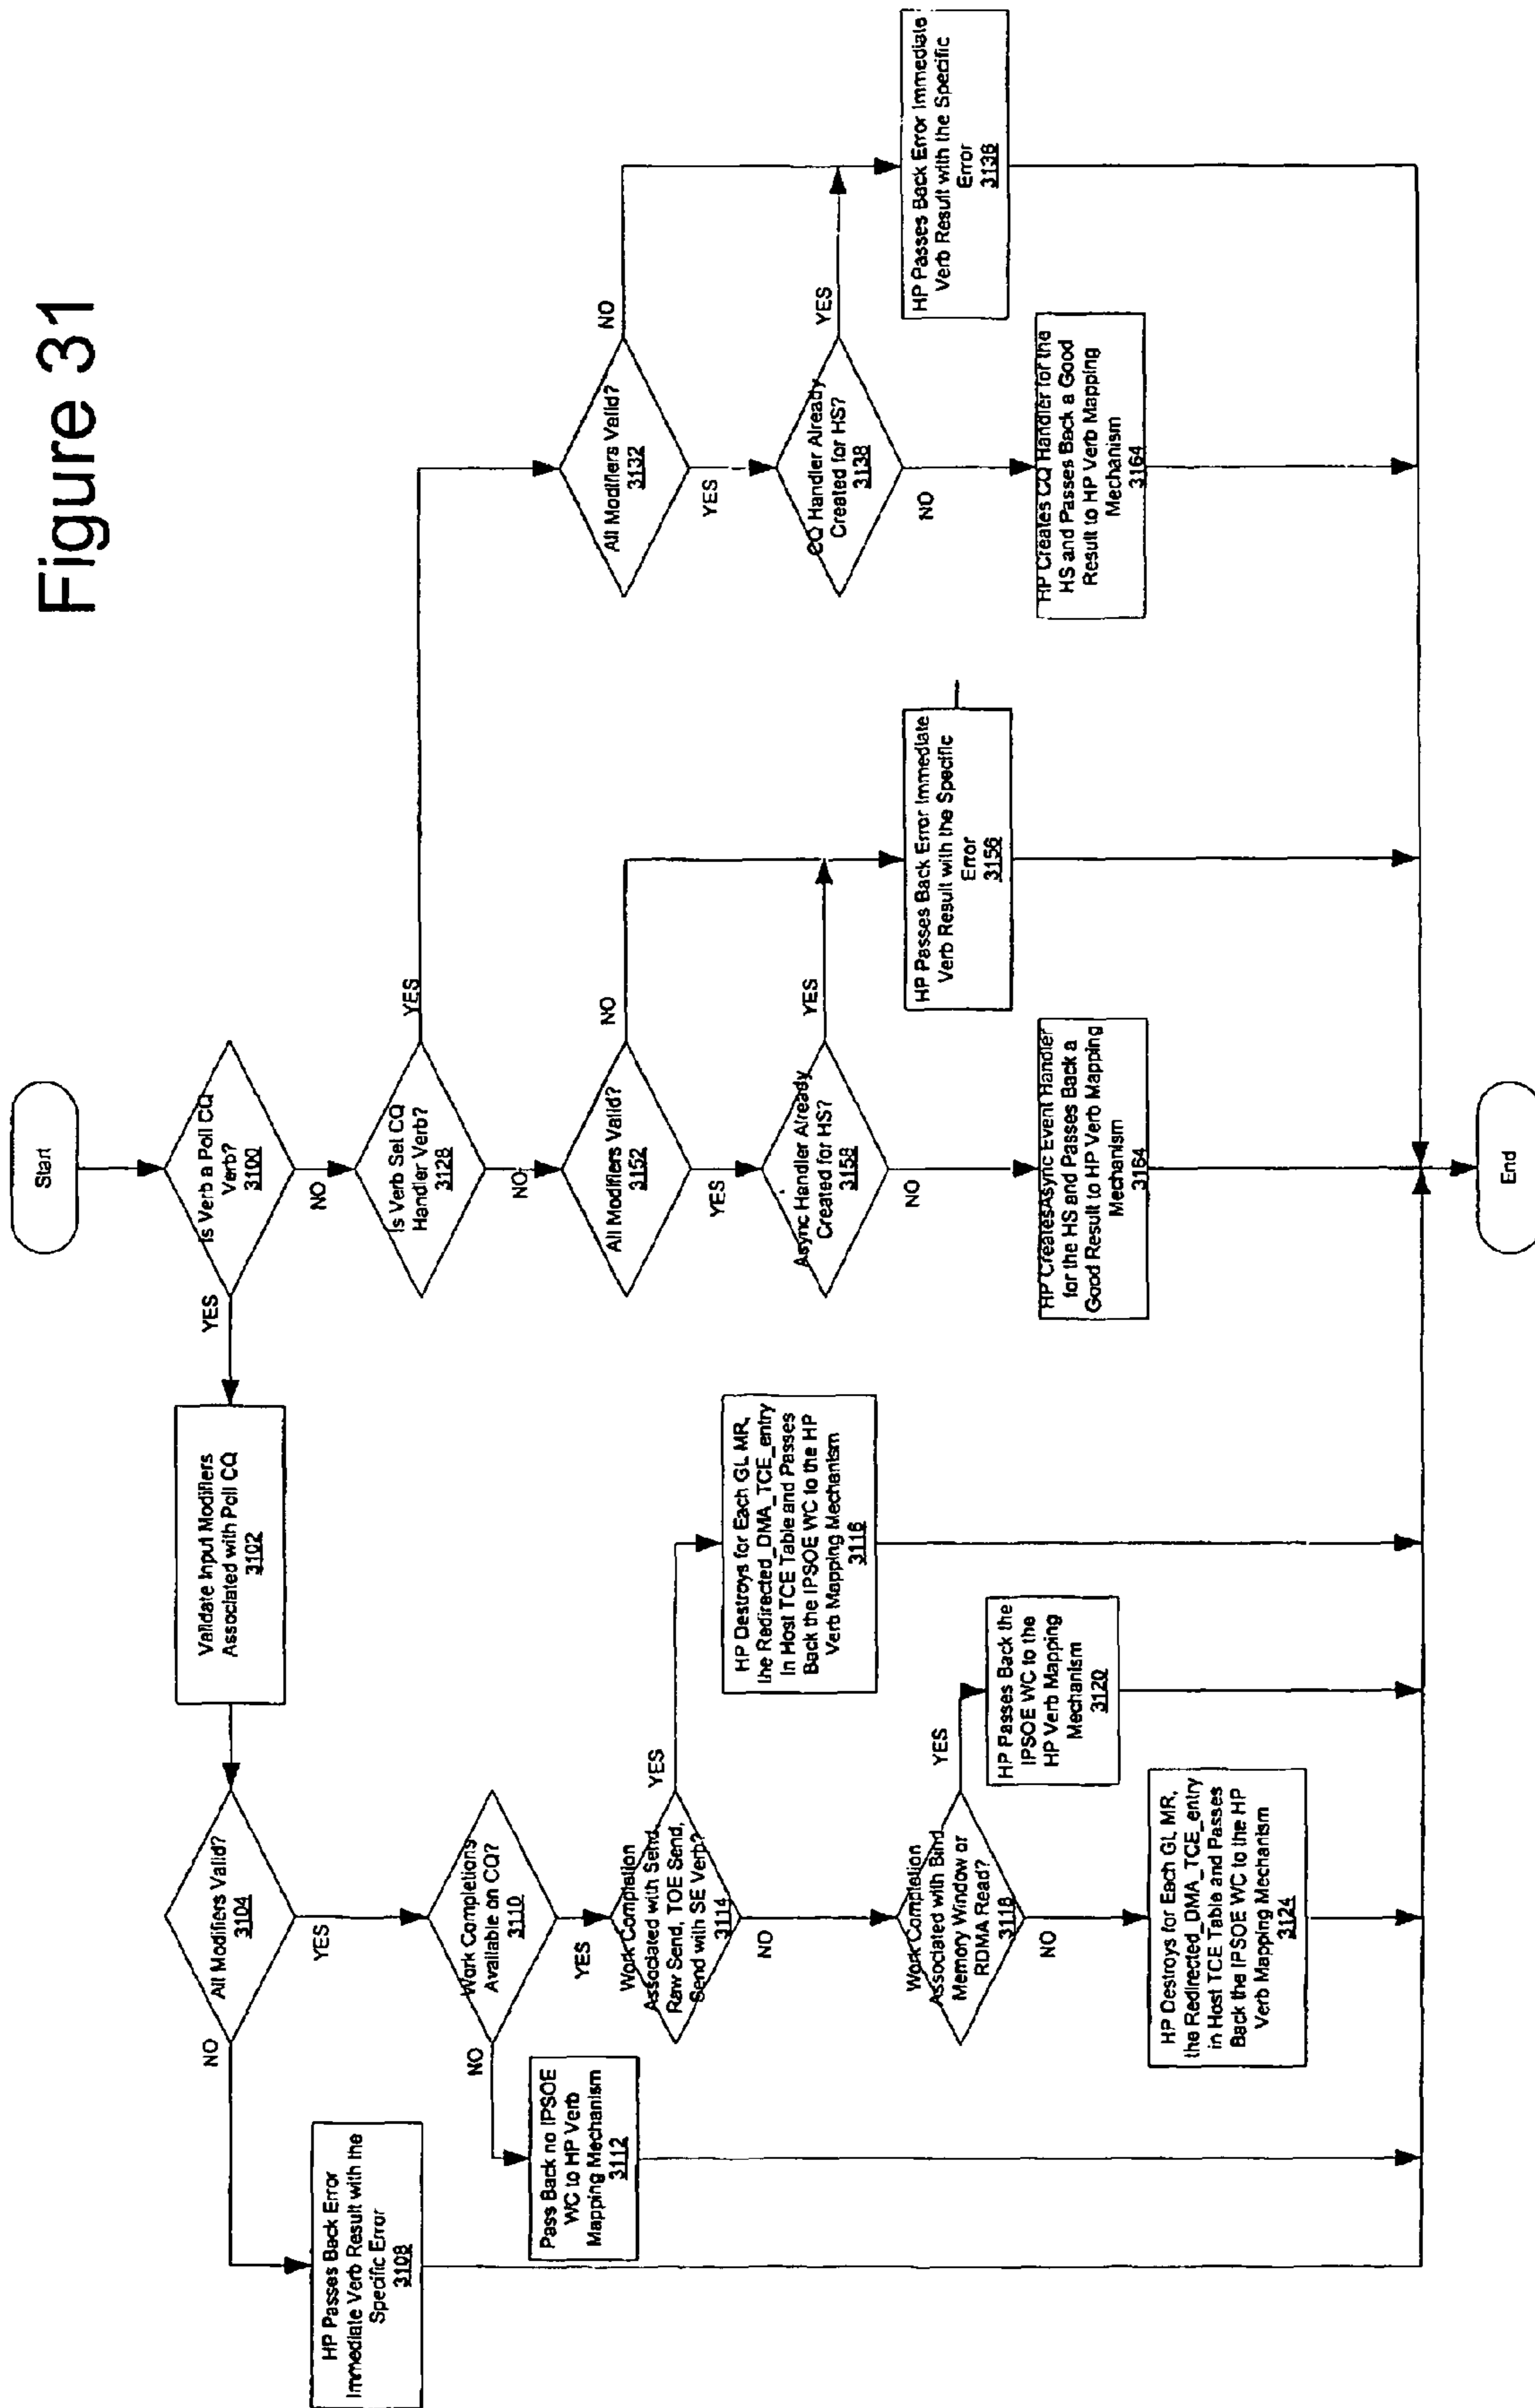 Figure 31
Start
Is Verb a Poll CQ
Verb?
3100
YES
NO
Validate Input Modifiers
Associated with Poll CQ
3102
All Modifiers Valid?
3104
NO
YES
HP Passes Back Error
Immediate Verb Result with the
Specific Error
3108
Work Completions
Available on CQ?
3110
NO
YES
Pass Back no IPSOE
WC to HP Verb
Mapping Mechanism
3112
Work Completion
Associated with Send,
Raw Send, TOE Send,
Send with SE Verb?
3114
YES
NO
HP Destroys for Each GL MR,
the Redirected_DMA_TCE_entry
in Host TCE Table and Passes
Back the IPSOE WC to the HP
Verb Mapping Mechanism
3116
Work Completion
Associated with Bind
Memory Window or
RDMA Read?
3118
YES
NO
HP Passes Back the
IPSOE WC to the
HP Verb Mapping
Mechanism
3120
HP Destroys for Each GL MR,
the Redirected_DMA_TCE_entry
in Host TCE Table and Passes
Back the IPSOE WC to the HP
Verb Mapping Mechanism
3124
Is Verb Set CQ
Handler Verb?
3128
YES
NO
All Modifiers Valid?
3152
NO
YES
Async Handler Already
Created for HS?
3158
YES
NO
HP Passes Back Error Immediate
Verb Result with the Specific
Error
3156
HP Creates Async Event Handler
for the HS and Passes Back a
Good Result to HP Verb Mapping
Mechanism
3164
All Modifiers Valid?
3132
NO
YES
CQ Handler Already
Created for HS?
3138
YES
NO
HP Passes Back Error Immediate
Verb Result with the Specific
Error
3136
HP Creates CQ Handler for the
HS and Passes Back a Good
Result to HP Verb Mapping
Mechanism
3164
End